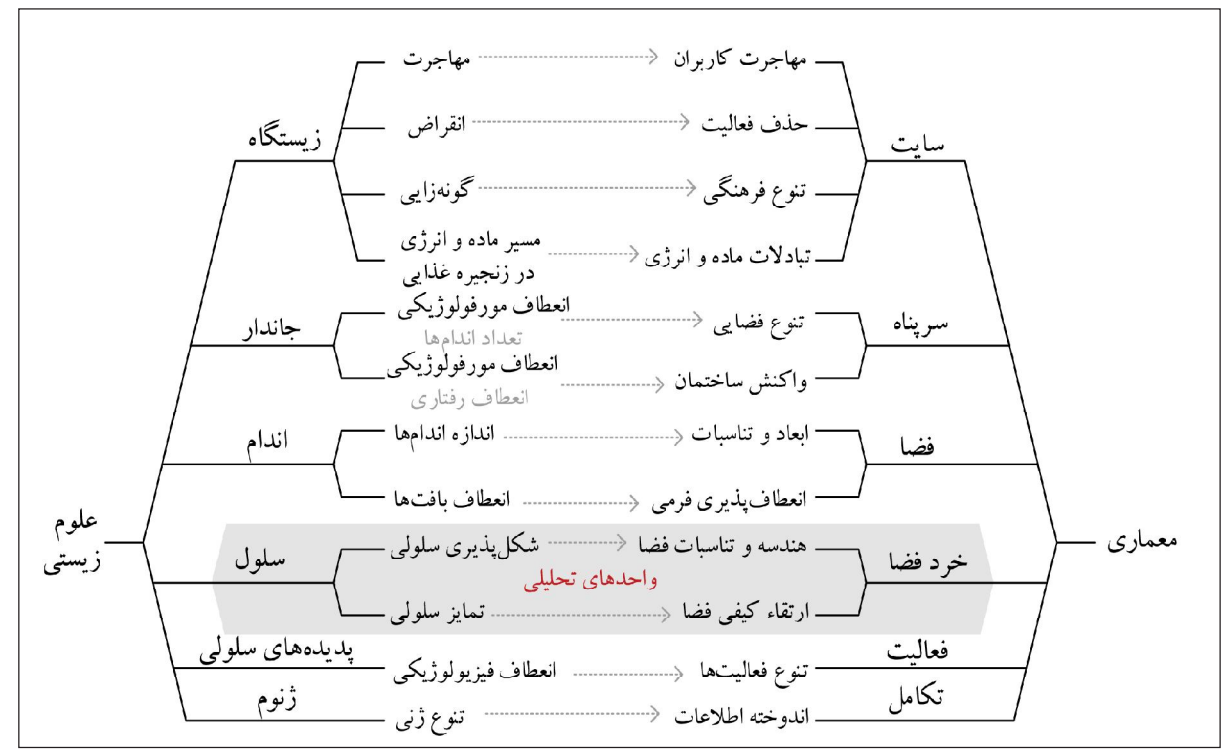 معماری
سایت
مهاجرت کاربران
مهاجرت
حذف فعالیت
انقراض
تنوع فرهنگی
گونه‌زایی
تبادلات ماده و انرژی
مسیر ماده و انرژی
در زنجیره غذایی
زیستگاه
سرپناه
تنوع فضایی
انعطاف مورفولوژیکی
تعداد اندام‌ها
واکنش ساختمان
انعطاف مورفولوژیکی
انعطاف رفتاری
جاندار
فضا
ابعاد و تناسبات
اندازه اندام‌ها
انعطاف‌پذیری فرمی
انعطاف بافت‌ها
اندام
خرد فضا
هندسه و تناسبات فضا
شکل‌پذیری سلولی
واحدهای تحلیلی
ارتقاء کیفی فضا
تمایز سلولی
سلول
فعالیت
تنوع فعالیت‌ها
انعطاف فیزیولوژیکی
پدیده‌های سلولی
تکامل
اندوخته اطلاعات
تنوع ژنی
ژنوم
علوم
زیستی